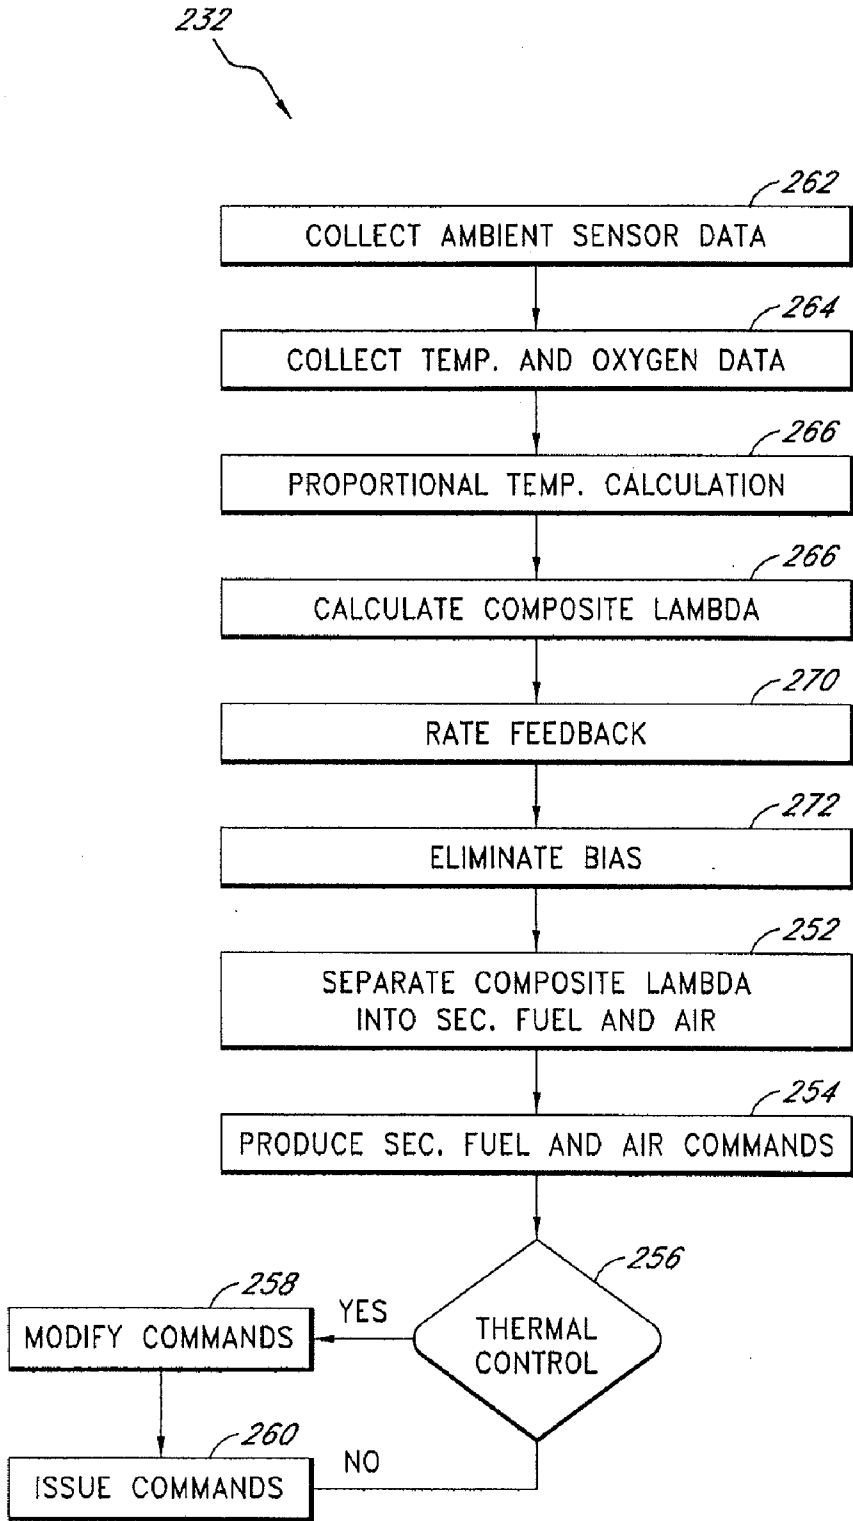 232
262
COLLECT AMBIENT SENSOR DATA
264
COLLECT TEMP. AND OXYGEN DATA
266
PROPORTIONAL TEMP. CALCULATION
266
CALCULATE COMPOSITE LAMBDA
270
RATE FEEDBACK
272
ELIMINATE BIAS
252
SEPARATE COMPOSITE LAMBDA
INTO SEC. FUEL AND AIR
254
PRODUCE SEC. FUEL AND AIR COMMANDS
256
THERMAL
CONTROL
YES
258
MODIFY COMMANDS
NO
260
ISSUE COMMANDS